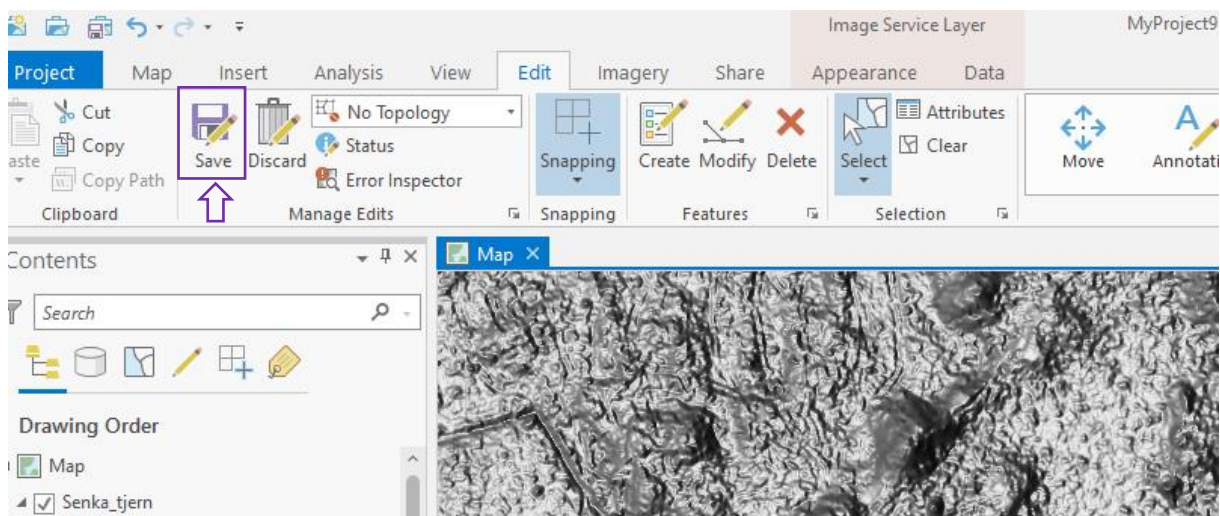 Image Service Layer MyProject9
Project Map Insert Analysis View Edit Imagery Share Appearance Data
Cut
Copy
aste
Copy Path
Clipboard
Save
Discard
No Topology
Status
Error Inspector
Manage Edits
Snapping
Snapping
Create Modify Delete
Features
Select
Attributes
Clear
Selection
Move
Annotati
Contents
Search
Drawing Order
Map
Senka_tjern
Map